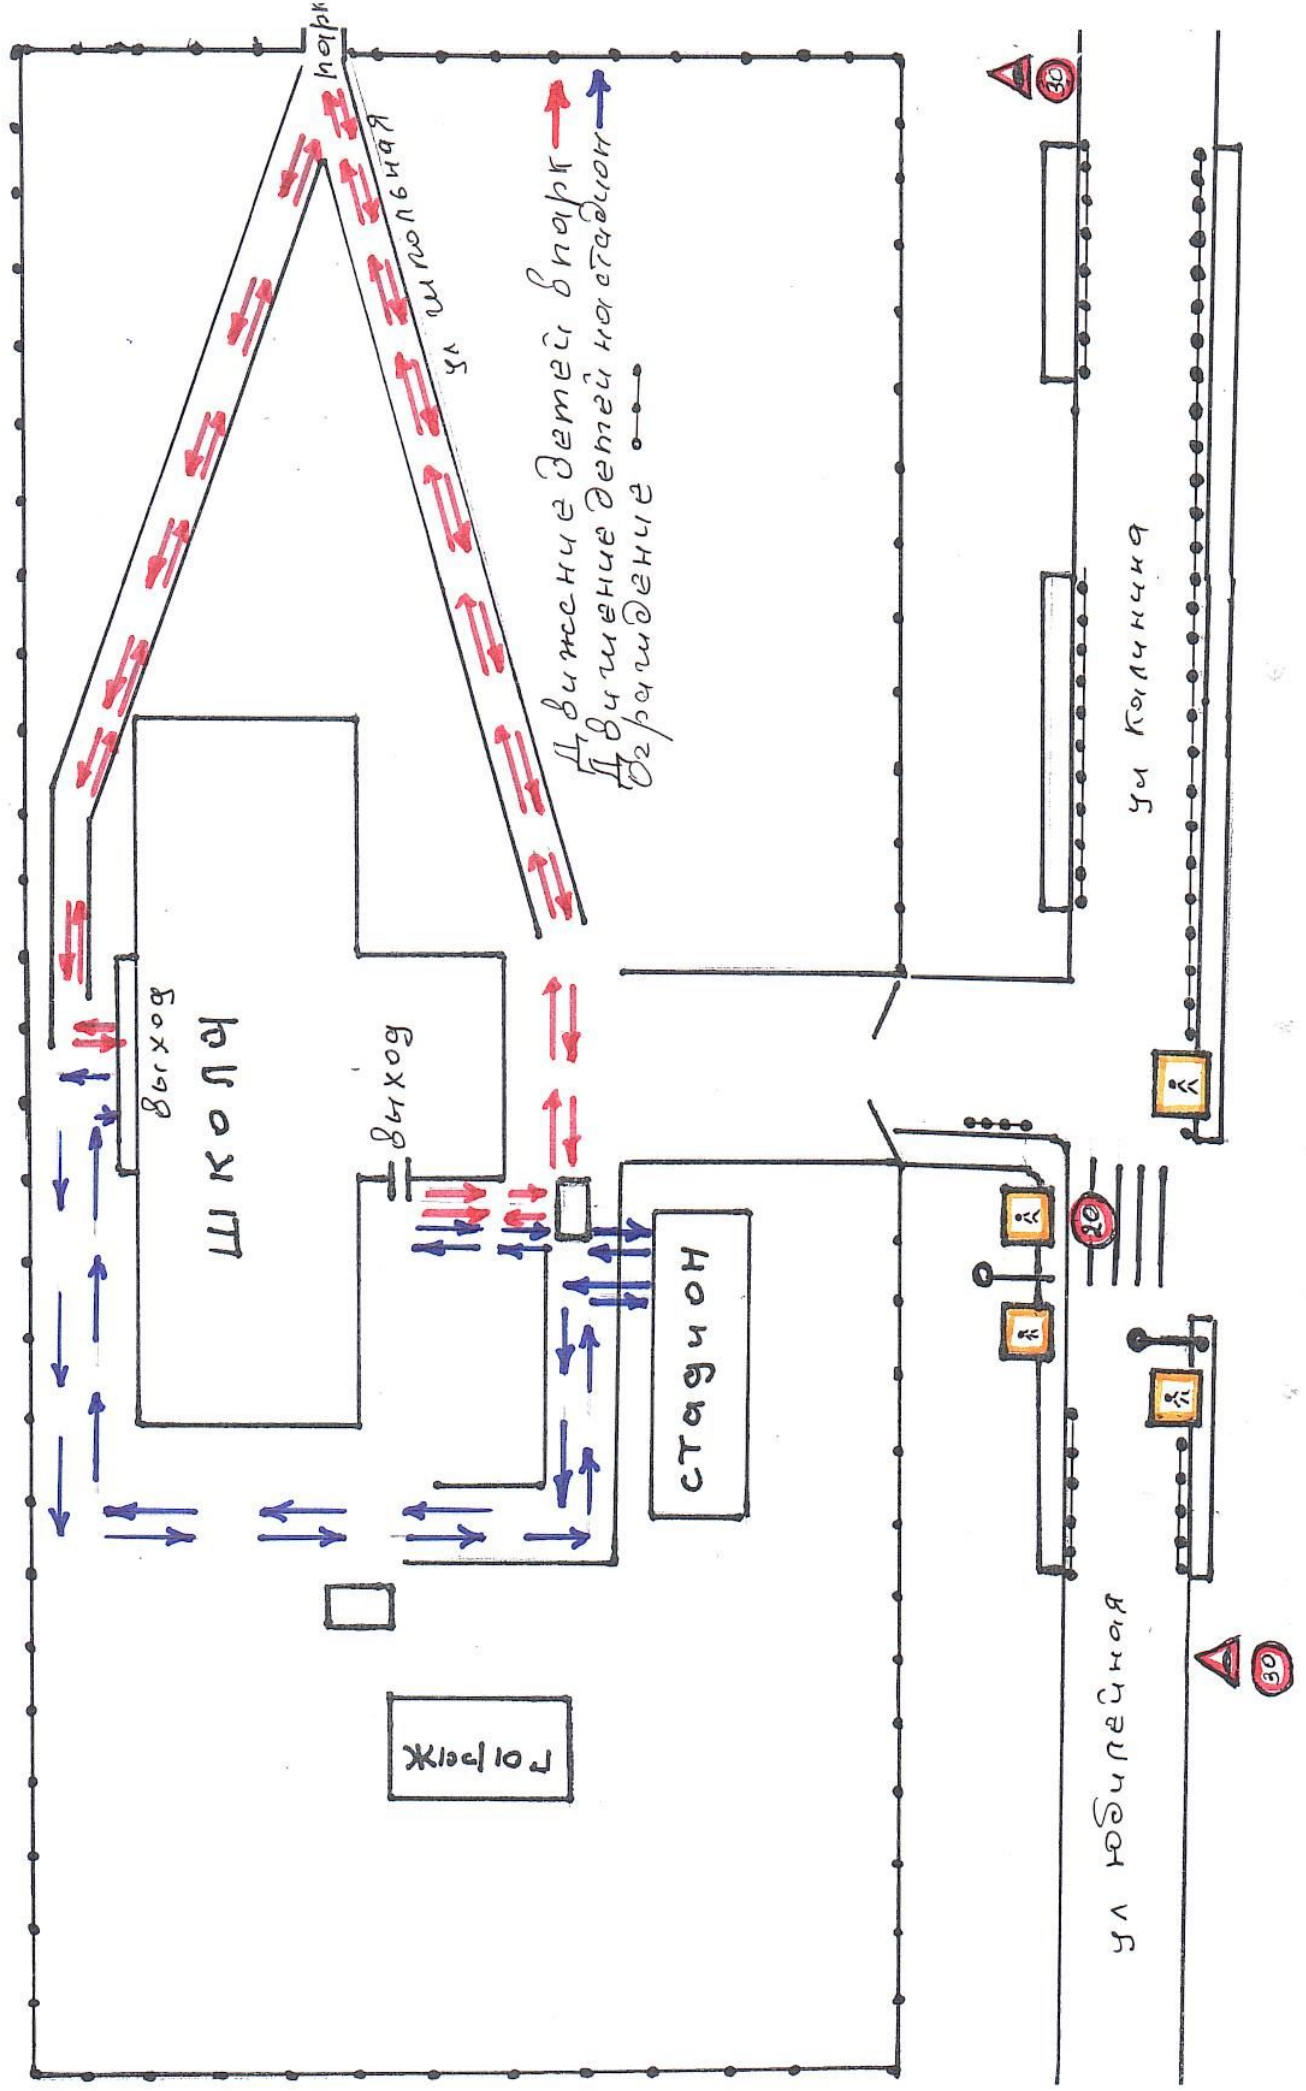 выход
школа
парк
парк
ул школьная
выход
Движение детей в парк
Движение детей на стадион
Ограждение
стадион
30
20
ул Калинина
ул Юбилейная
30